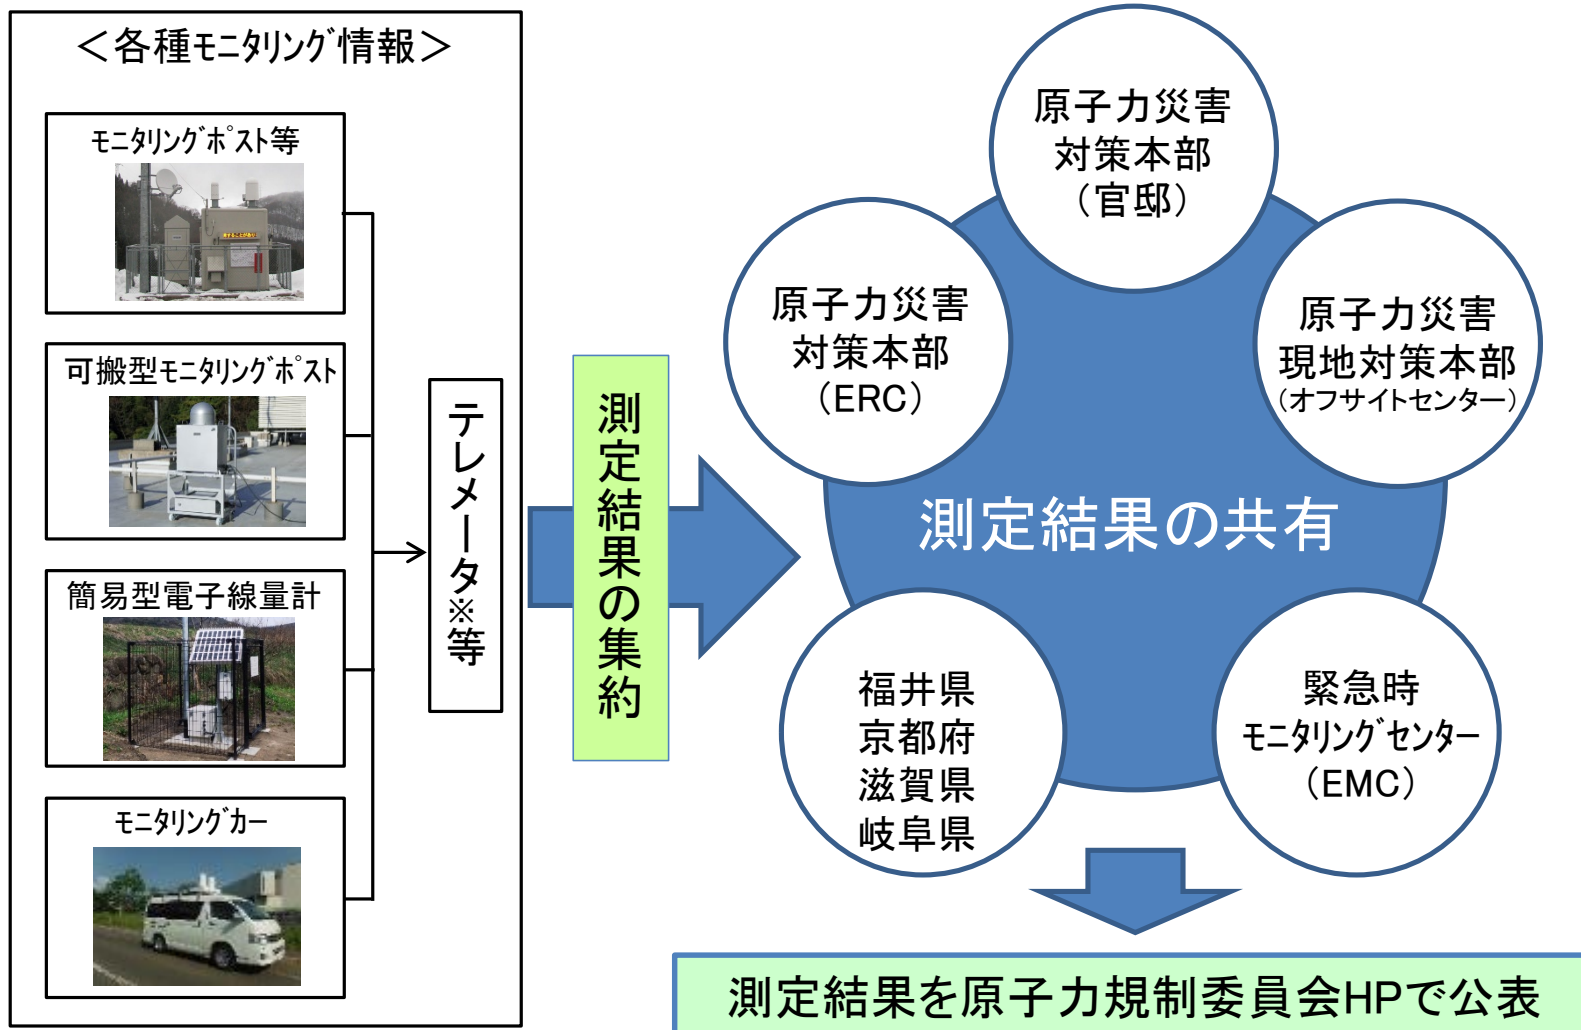 ＜各種ﾓﾆﾀﾘﾝｸﾞ情報＞
ﾓﾆﾀﾘﾝｸﾞﾎﾟｽﾄ等
可搬型ﾓﾆﾀﾘﾝｸﾞﾎﾟｽﾄ
簡易型電子線量計
ﾓﾆﾀﾘﾝｸﾞｶｰ
テレメータ※等
測定結果の集約
原子力災害
対策本部
（官邸）
原子力災害
対策本部
（ERC）
原子力災害
現地対策本部
（オフサイトセンター）
測定結果の共有
福井県
京都府
滋賀県
岐阜県
緊急時
ﾓﾆﾀﾘﾝｸﾞｾﾝﾀｰ
（EMC）
測定結果を原子力規制委員会HPで公表